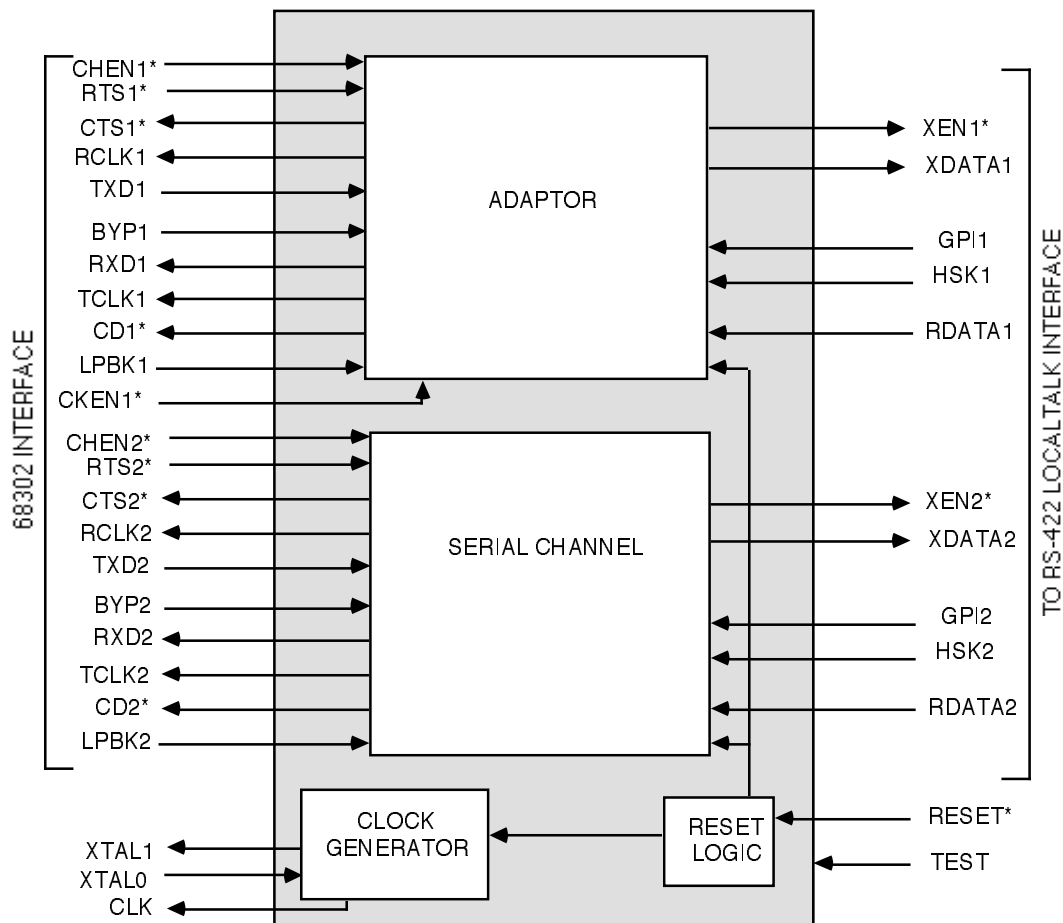 68302 INTERFACE
CHEN1*
RTS1*
CTS1*
RCLK1
TXD1
BYP1
RXD1
TCLK1
CD1*
LPBK1
CKEN1*
CHEN2*
RTS2*
CTS2*
RCLK2
TXD2
BYP2
RXD2
TCLK2
CD2*
LPBK2
XTAL1
XTAL0
CLK
ADAPTOR
SERIAL CHANNEL
CLOCK
GENERATOR
RESET
LOGIC
XEN1*
XDATA1
GPI1
HSK1
RDATA1
XEN2*
XDATA2
GPI2
HSK2
RDATA2
RESET*
TEST
TO RS-422 LOCALTALK INTERFACE